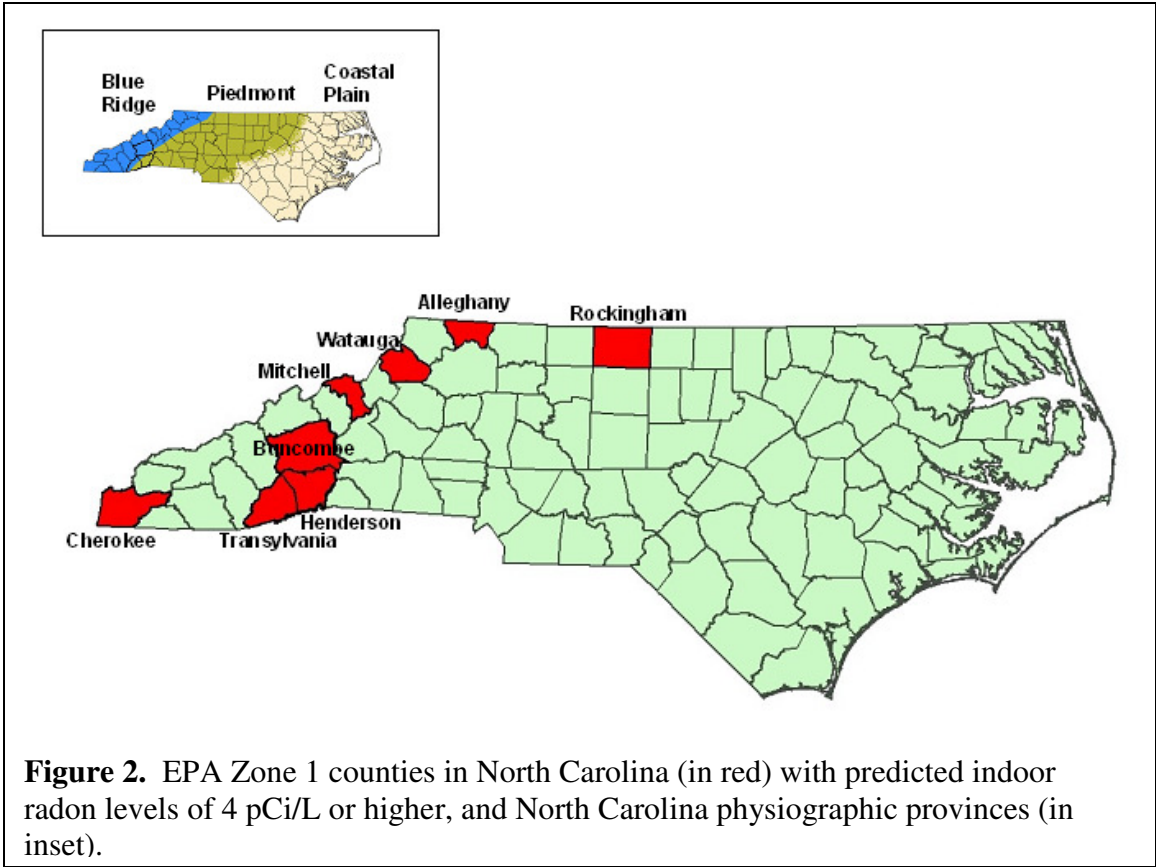 Blue
Ridge
Piedmont
Coastal
Plain
Alleghany
Rockingham
Watauga
Mitchell
Buncombe
Henderson
Cherokee
Transylvania
Figure 2. EPA Zone 1 counties in North Carolina (in red) with predicted indoor
radon levels of 4 pCi/L or higher, and North Carolina physiographic provinces (in
inset).